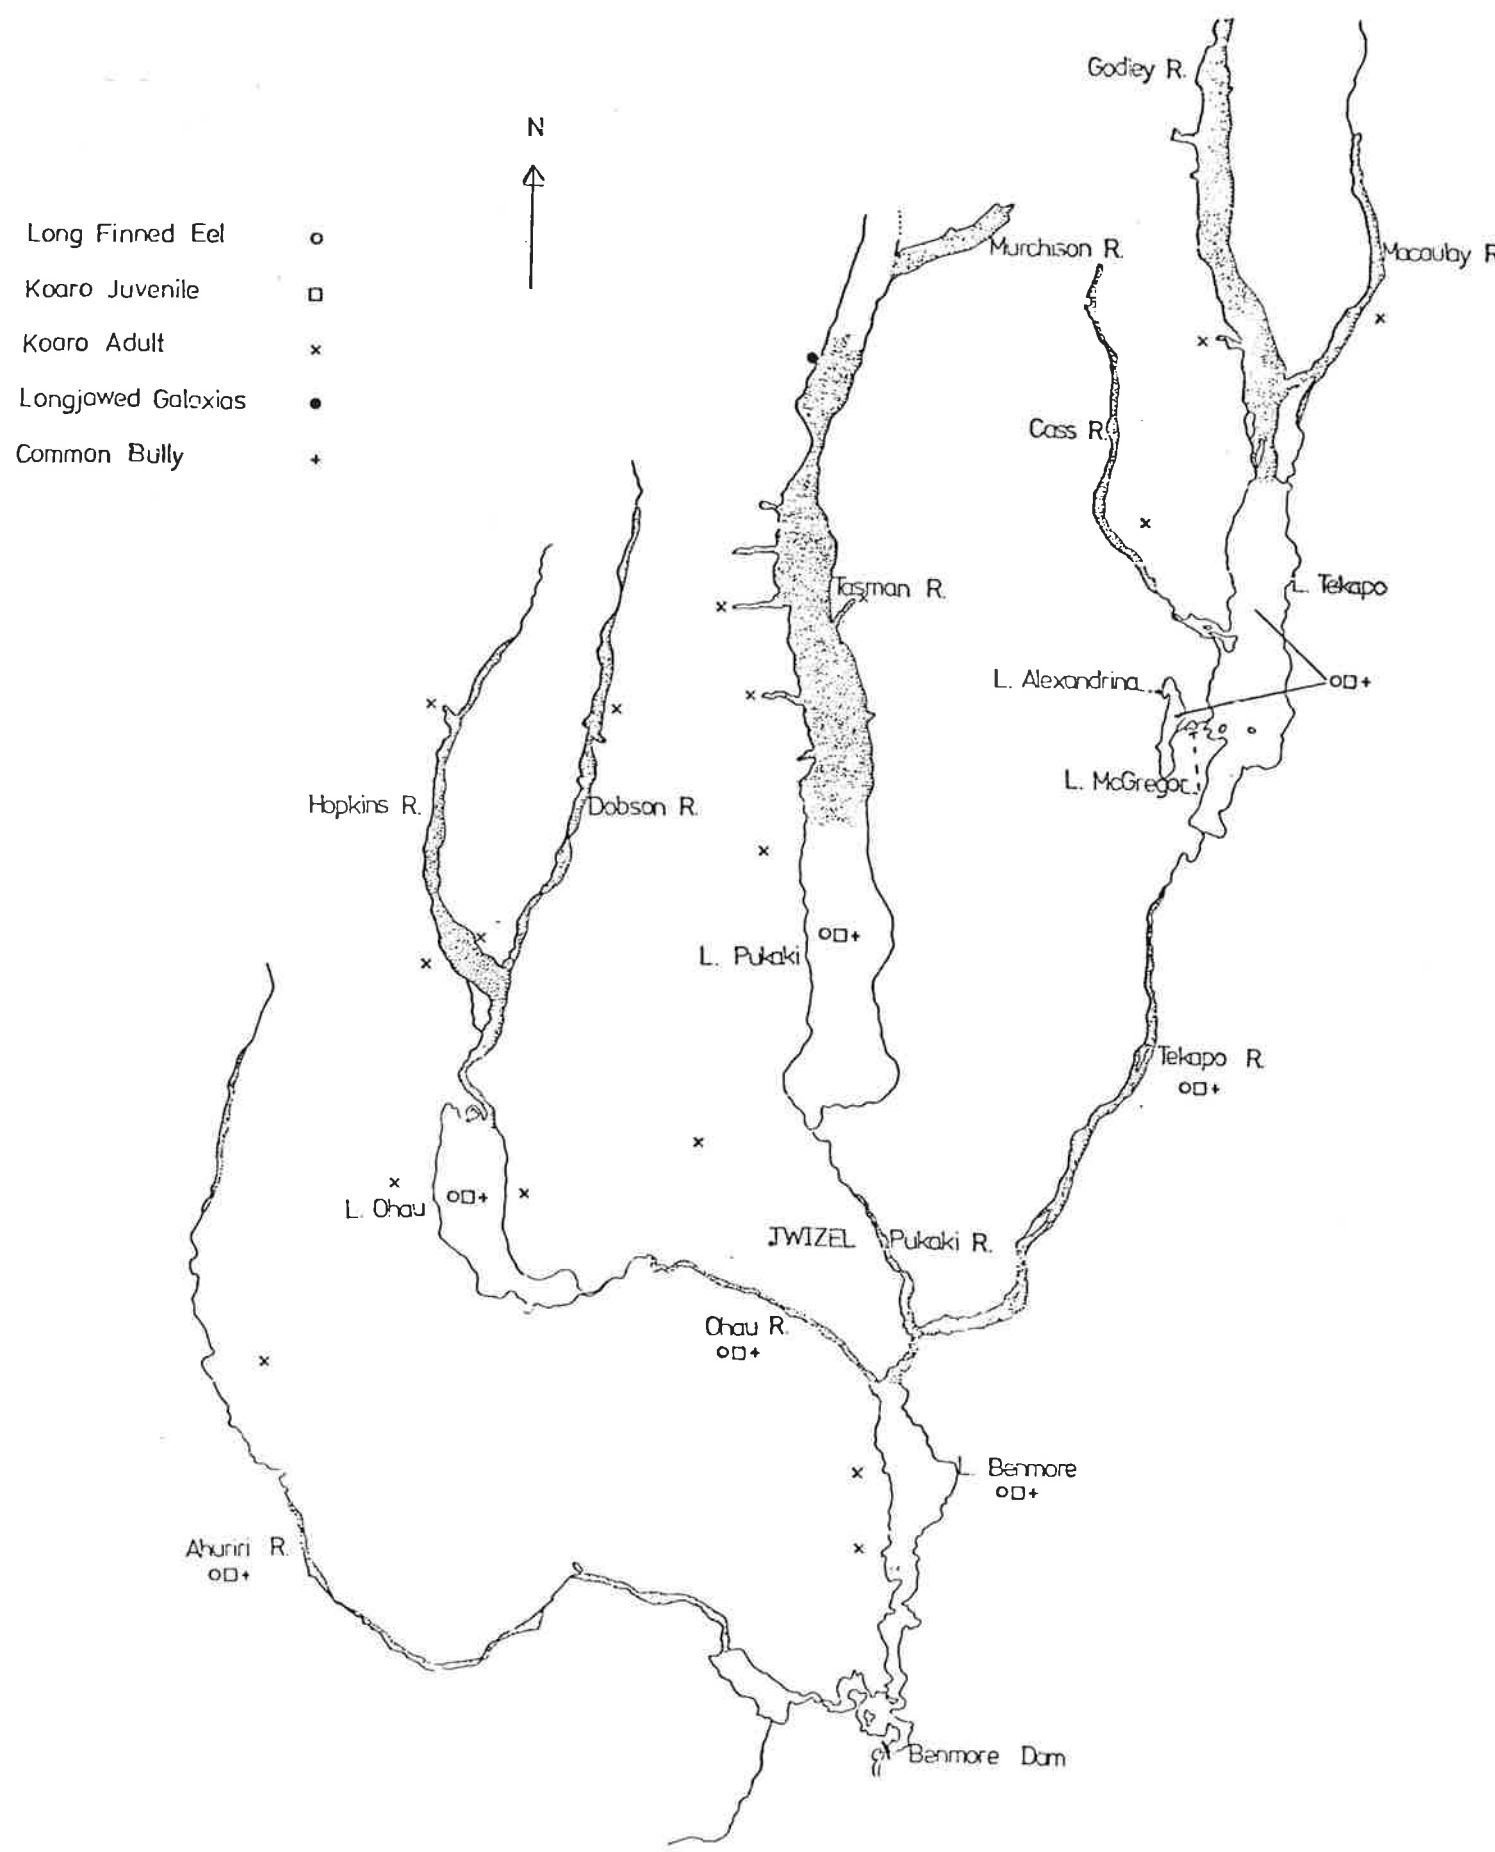 Godley R.
N
Long Finned Eel
Koaro Juvenile
Koaro Adult
Longjawed Galaxias
Common Bully
Murchison R.
Macaulay R
Cass R.
Tasman R.
L. Tekapo
L. Alexandrina
L. McGregor
Hopkins R.
Dobson R.
L. Pukaki
Tekapo R.
L. Ohau
TWIZEL
Pukaki R.
Ohau R.
L. Benmore
Ahuriri R.
Benmore Dam